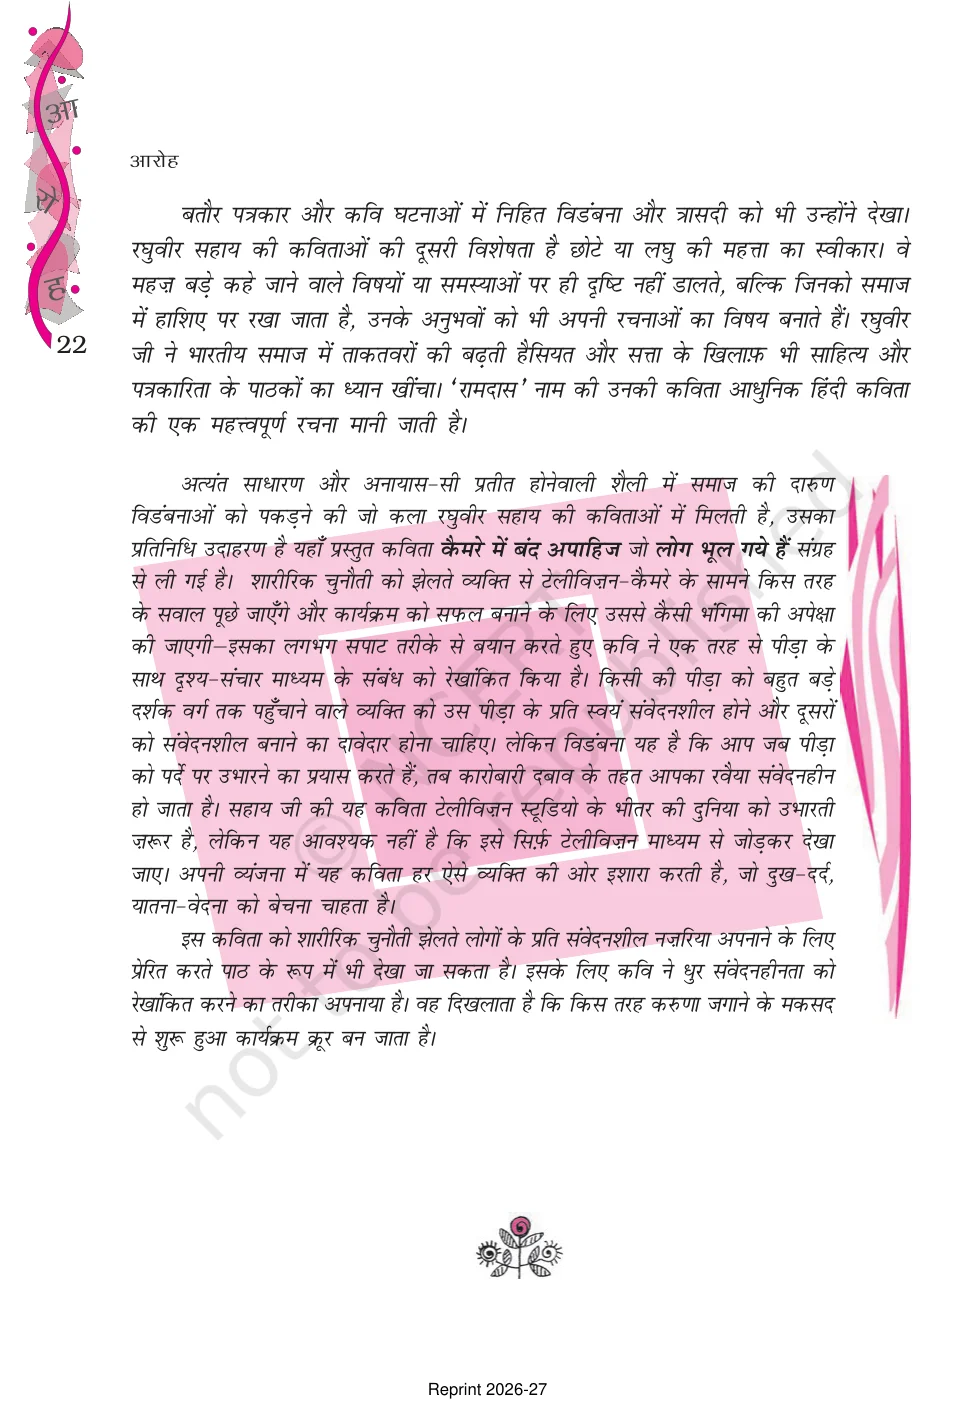 आ
रो
ह
आरोह
बतौर पत्रकार और कवि घटनाओं में निहित विडंबना और त्रासदी को भी उन्होंने देखा।
रघुवीर सहाय की कविताओं की दूसरी विशेषता है छोटे या लघु की महत्ता का स्वीकार। वे
महज़ बड़े कहे जाने वाले विषयों या समस्याओं पर ही दृष्टि नहीं डालते, बल्कि जिनको समाज
में हाशिए पर रखा जाता है, उनके अनुभवों को भी अपनी रचनाओं का विषय बनाते हैं। रघुवीर
22
जी ने भारतीय समाज में ताकतवरों की बढ़ती हैसियत और सत्ता के खिलाफ़ भी साहित्य और
पत्रकारिता के पाठकों का ध्यान खींचा। ‘रामदास’ नाम की उनकी कविता आधुनिक हिंदी कविता
की एक महत्त्वपूर्ण रचना मानी जाती है।
अत्यंत साधारण और अनायास-सी प्रतीत होनेवाली शैली में समाज की दारुण
विडंबनाओं को पकड़ने की जो कला रघुवीर सहाय की कविताओं में मिलती है, उसका
प्रतिनिधि उदाहरण है यहाँ प्रस्तुत कविता कैमरे में बंद अपाहिज जो लोग भूल गये हैं संग्रह
से ली गई है। शारीरिक चुनौती को झेलते व्यक्ति से टेलीविज़न-कैमरे के सामने किस तरह
के सवाल पूछे जाएँगे और कार्यक्रम को सफल बनाने के लिए उससे कैसी भंगिमा की अपेक्षा
की जाएगी—इसका लगभग सपाट तरीके से बयान करते हुए कवि ने एक तरह से पीड़ा के
साथ दृश्य-संचार माध्यम के संबंध को रेखांकित किया है। किसी की पीड़ा को बहुत बड़े
दर्शक वर्ग तक पहुँचाने वाले व्यक्ति को उस पीड़ा के प्रति स्वयं संवेदनशील होने और दूसरों
को संवेदनशील बनाने का दावेदार होना चाहिए। लेकिन विडंबना यह है कि आप जब पीड़ा
को पर्दे पर उभारने का प्रयास करते हैं, तब कारोबारी दबाव के तहत आपका रवैया संवेदनहीन
हो जाता है। सहाय जी की यह कविता टेलीविज़न स्टूडियो के भीतर की दुनिया को उभारती
ज़रूर है, लेकिन यह आवश्यक नहीं है कि इसे सिर्फ़ टेलीविज़न माध्यम से जोड़कर देखा
जाए। अपनी व्यंजना में यह कविता हर ऐसे व्यक्ति की ओर इशारा करती है, जो दुख-दर्द,
यातना-वेदना को बेचना चाहता है।
इस कविता को शारीरिक चुनौती झेलते लोगों के प्रति संवेदनशील नज़रिया अपनाने के लिए
प्रेरित करते पाठ के रूप में भी देखा जा सकता है। इसके लिए कवि ने धुर संवेदनहीनता को
रेखांकित करने का तरीका अपनाया है। वह दिखलाता है कि किस तरह करुणा जगाने के मकसद
से शुरू हुआ कार्यक्रम क्रूर बन जाता है।
© NCERT
not to be republished
Reprint 2026-27